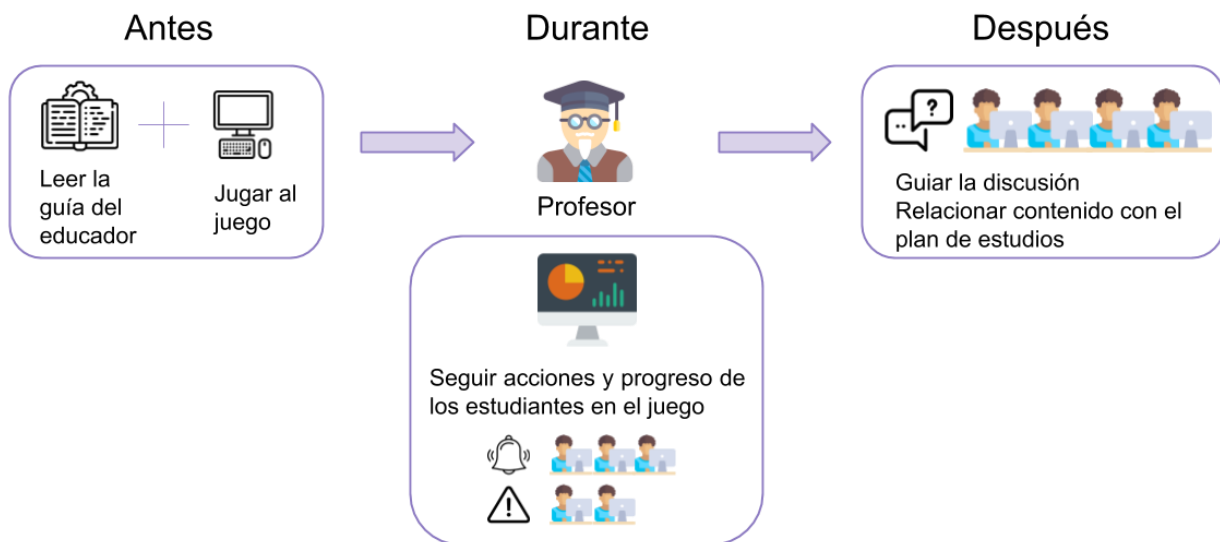 Antes
Durante
Después
Leer la
guía del
educador
Jugar al
juego
Profesor
Seguir acciones y progreso de
los estudiantes en el juego
Guiar la discusión
Relacionar contenido con el
plan de estudios